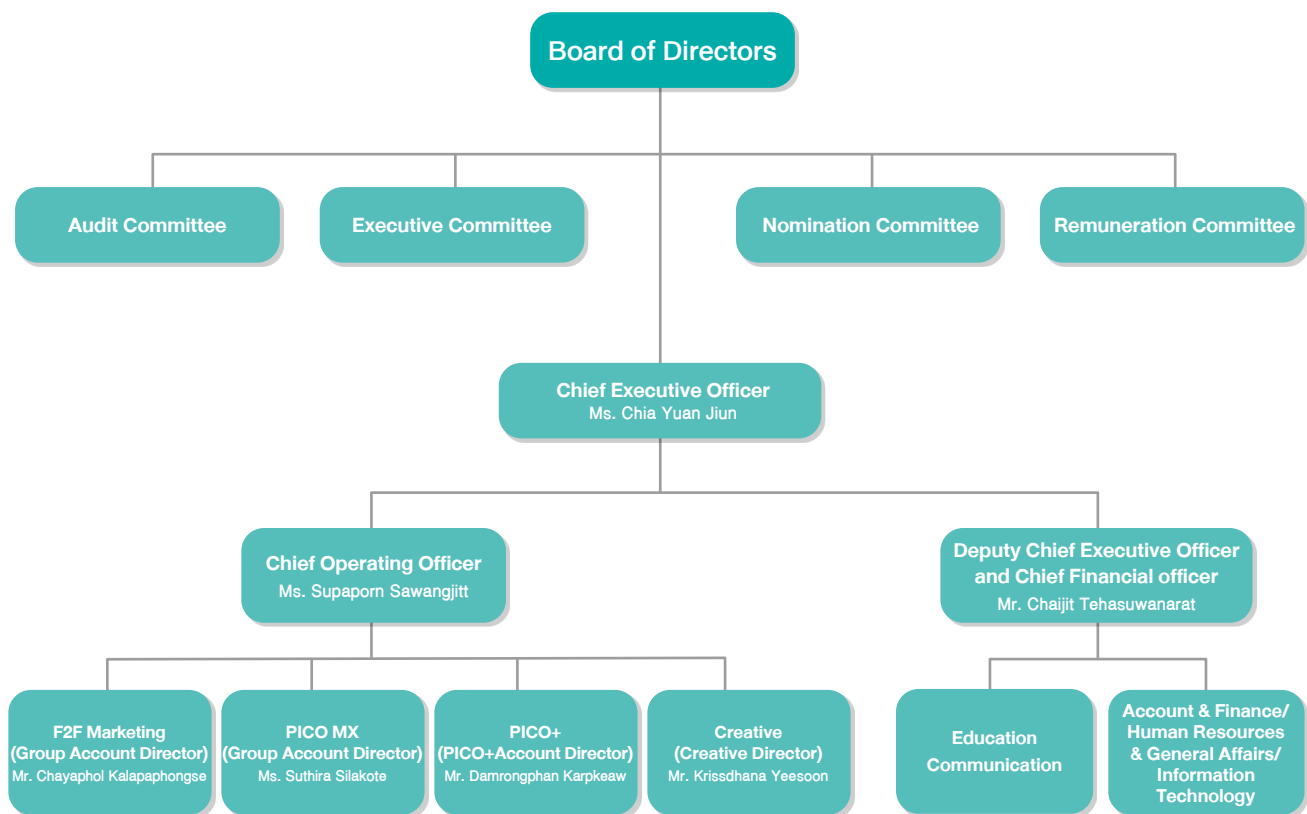 Board of Directors
Audit Committee
Executive Committee
Nomination Committee
Remuneration Committee
Chief Executive Officer
Ms. Chia Yuan Jiun
Chief Operating Officer
Ms. Supaporn Sawangjitt
Deputy Chief Executive Officer
and Chief Financial officer
Mr. Chaijit Tehasuwanarat
F2F Marketing
(Group Account Director)
Mr. Chayaphol Kalapaphongse
PICO MX
(Group Account Director)
Ms. Suthira Silakote
PICO+
(PICO+Account Director)
Mr. Damrongphan Karpkeaw
Creative
(Creative Director)
Mr. Krissdhana Yeesoon
Education
Communication
Account & Finance/
Human Resources
& General Affairs/
Information
Technology